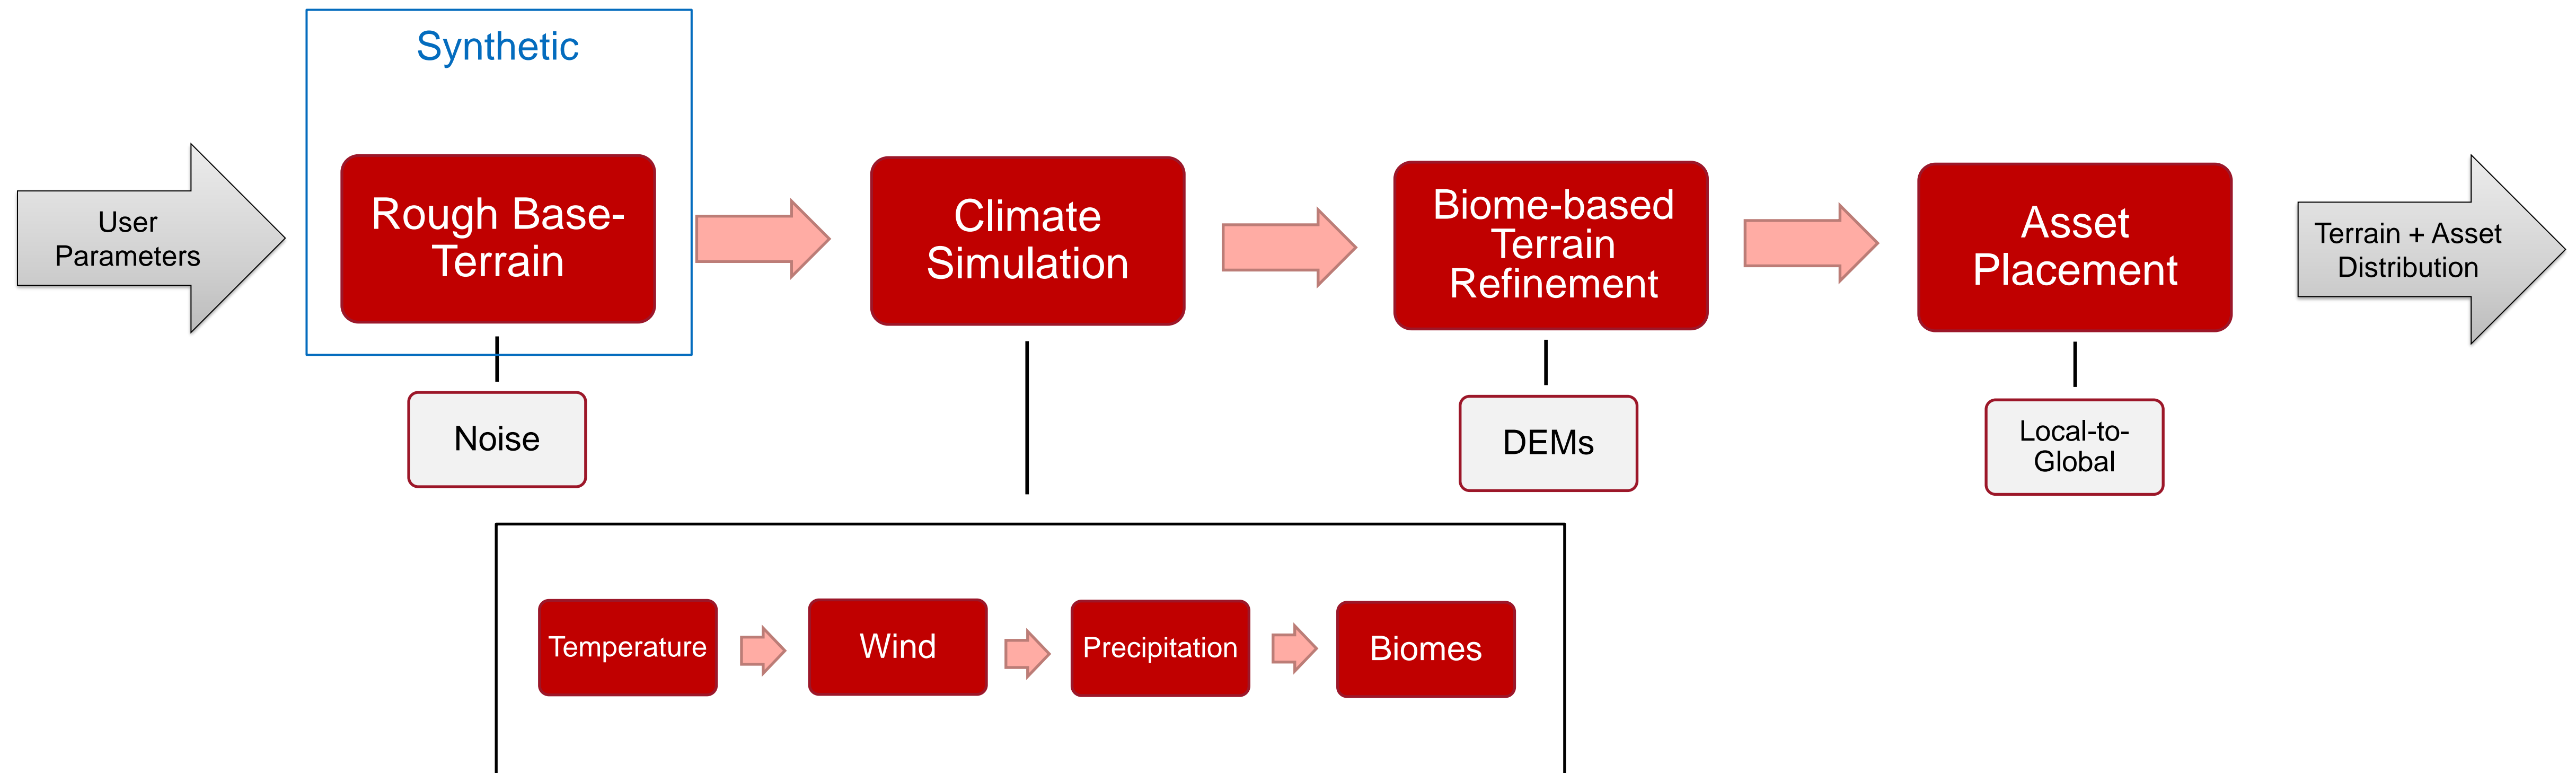 Synthetic
User
Parameters
Rough Base-
Terrain
Climate
Simulation
Biome-based
Terrain
Refinement
Asset
Placement
Terrain + Asset
Distribution
Noise
DEMs
Local-to-
Global
Temperature
Wind
Precipitation
Biomes